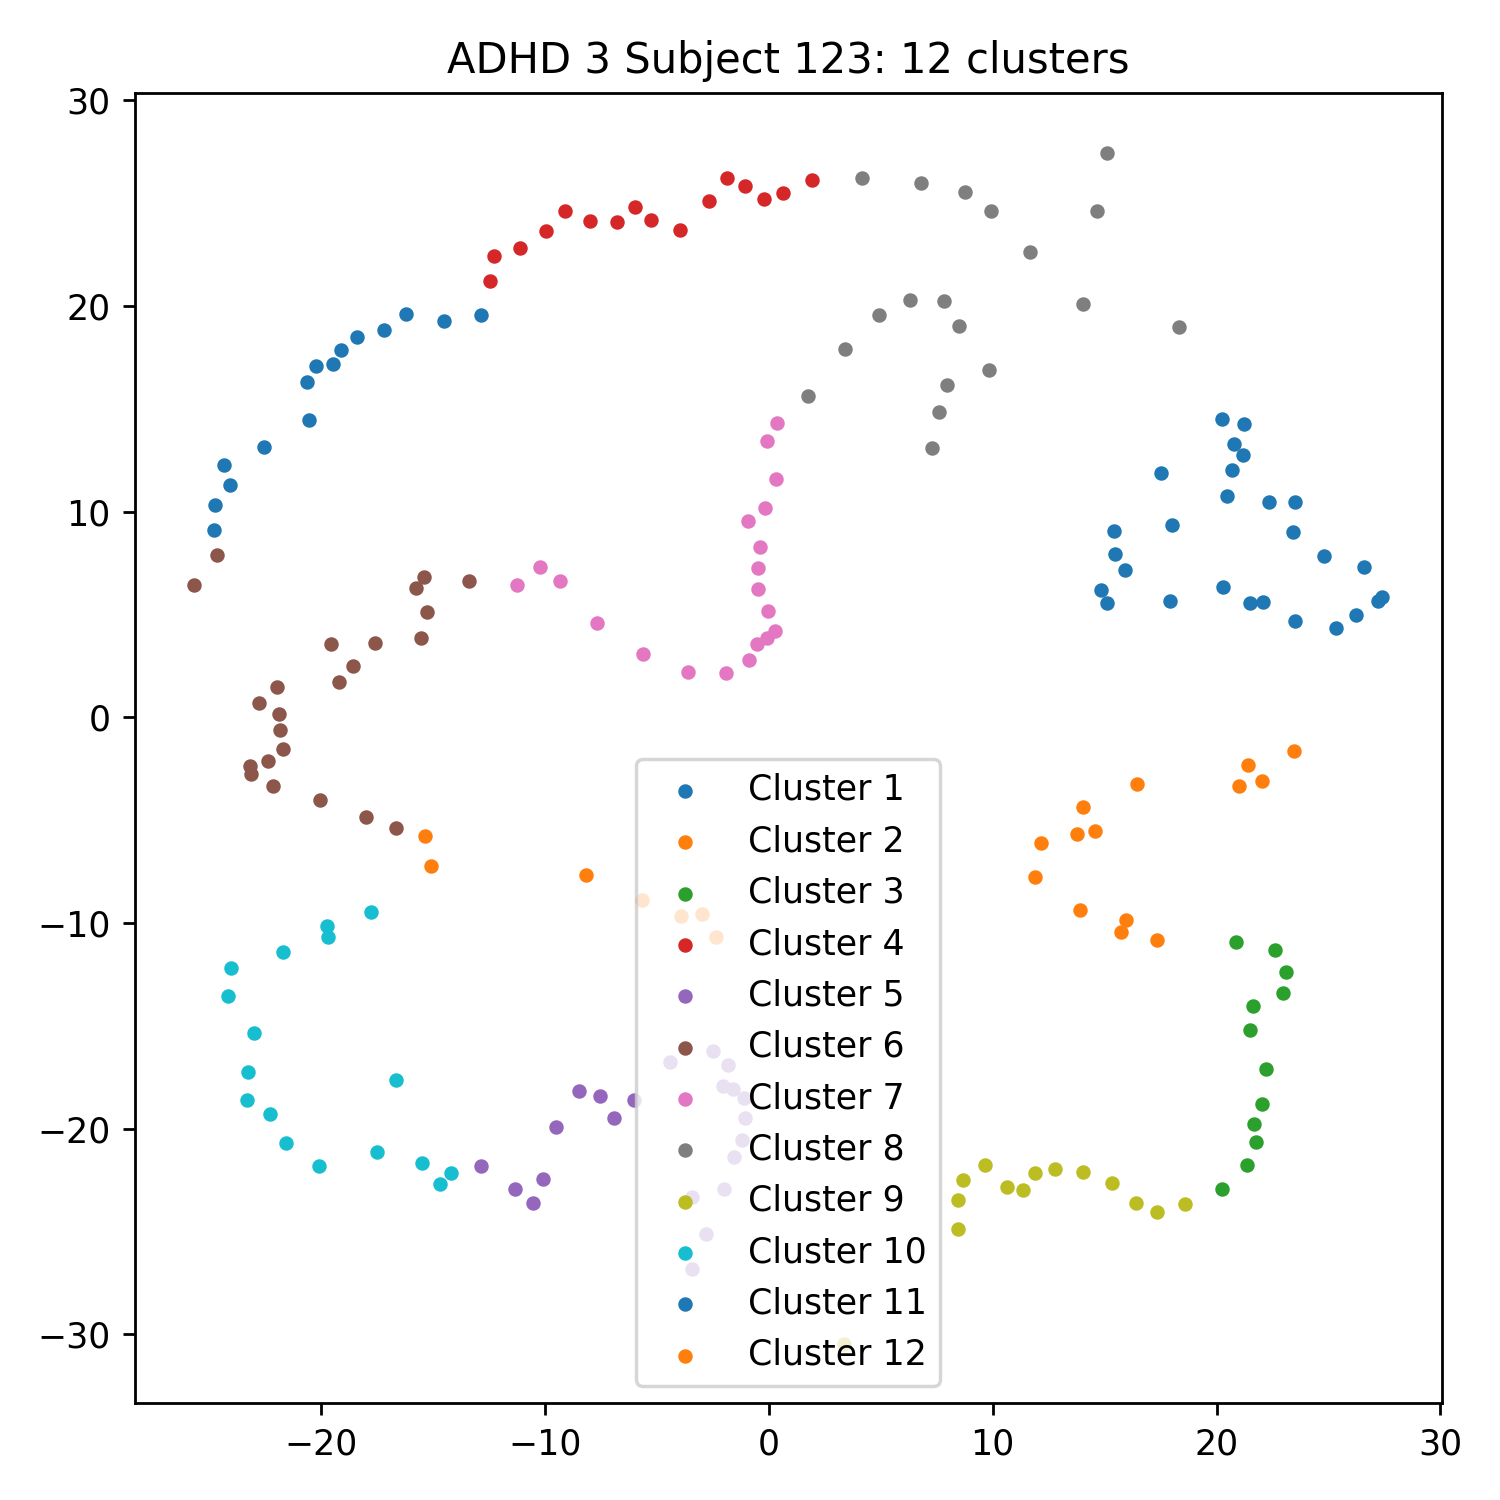 ADHD 3 Subject 123: 12 clusters
30
20
10
0
−10
−20
−30
Cluster 1
Cluster 2
Cluster 3
Cluster 4
Cluster 5
Cluster 6
Cluster 7
Cluster 8
Cluster 9
Cluster 10
Cluster 11
Cluster 12
−20 −10 0 10 20 30